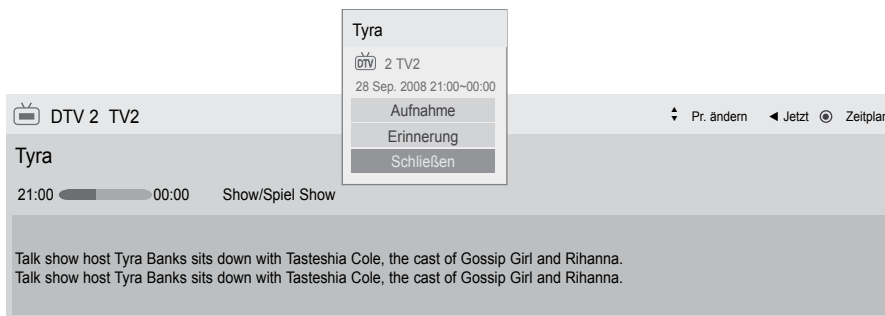 Tyra
DTV 2 TV2
28 Sep. 2008 21:00~00:00
Aufnahme
Erinnerung
Schließen
DTV 2 TV2
Pr. ändern Jetzt Zeitplan
Tyra
21:00 00:00 Show/Spiel Show
Talk show host Tyra Banks sits down with Tasteshia Cole, the cast of Gossip Girl and Rihanna.
Talk show host Tyra Banks sits down with Tasteshia Cole, the cast of Gossip Girl and Rihanna.